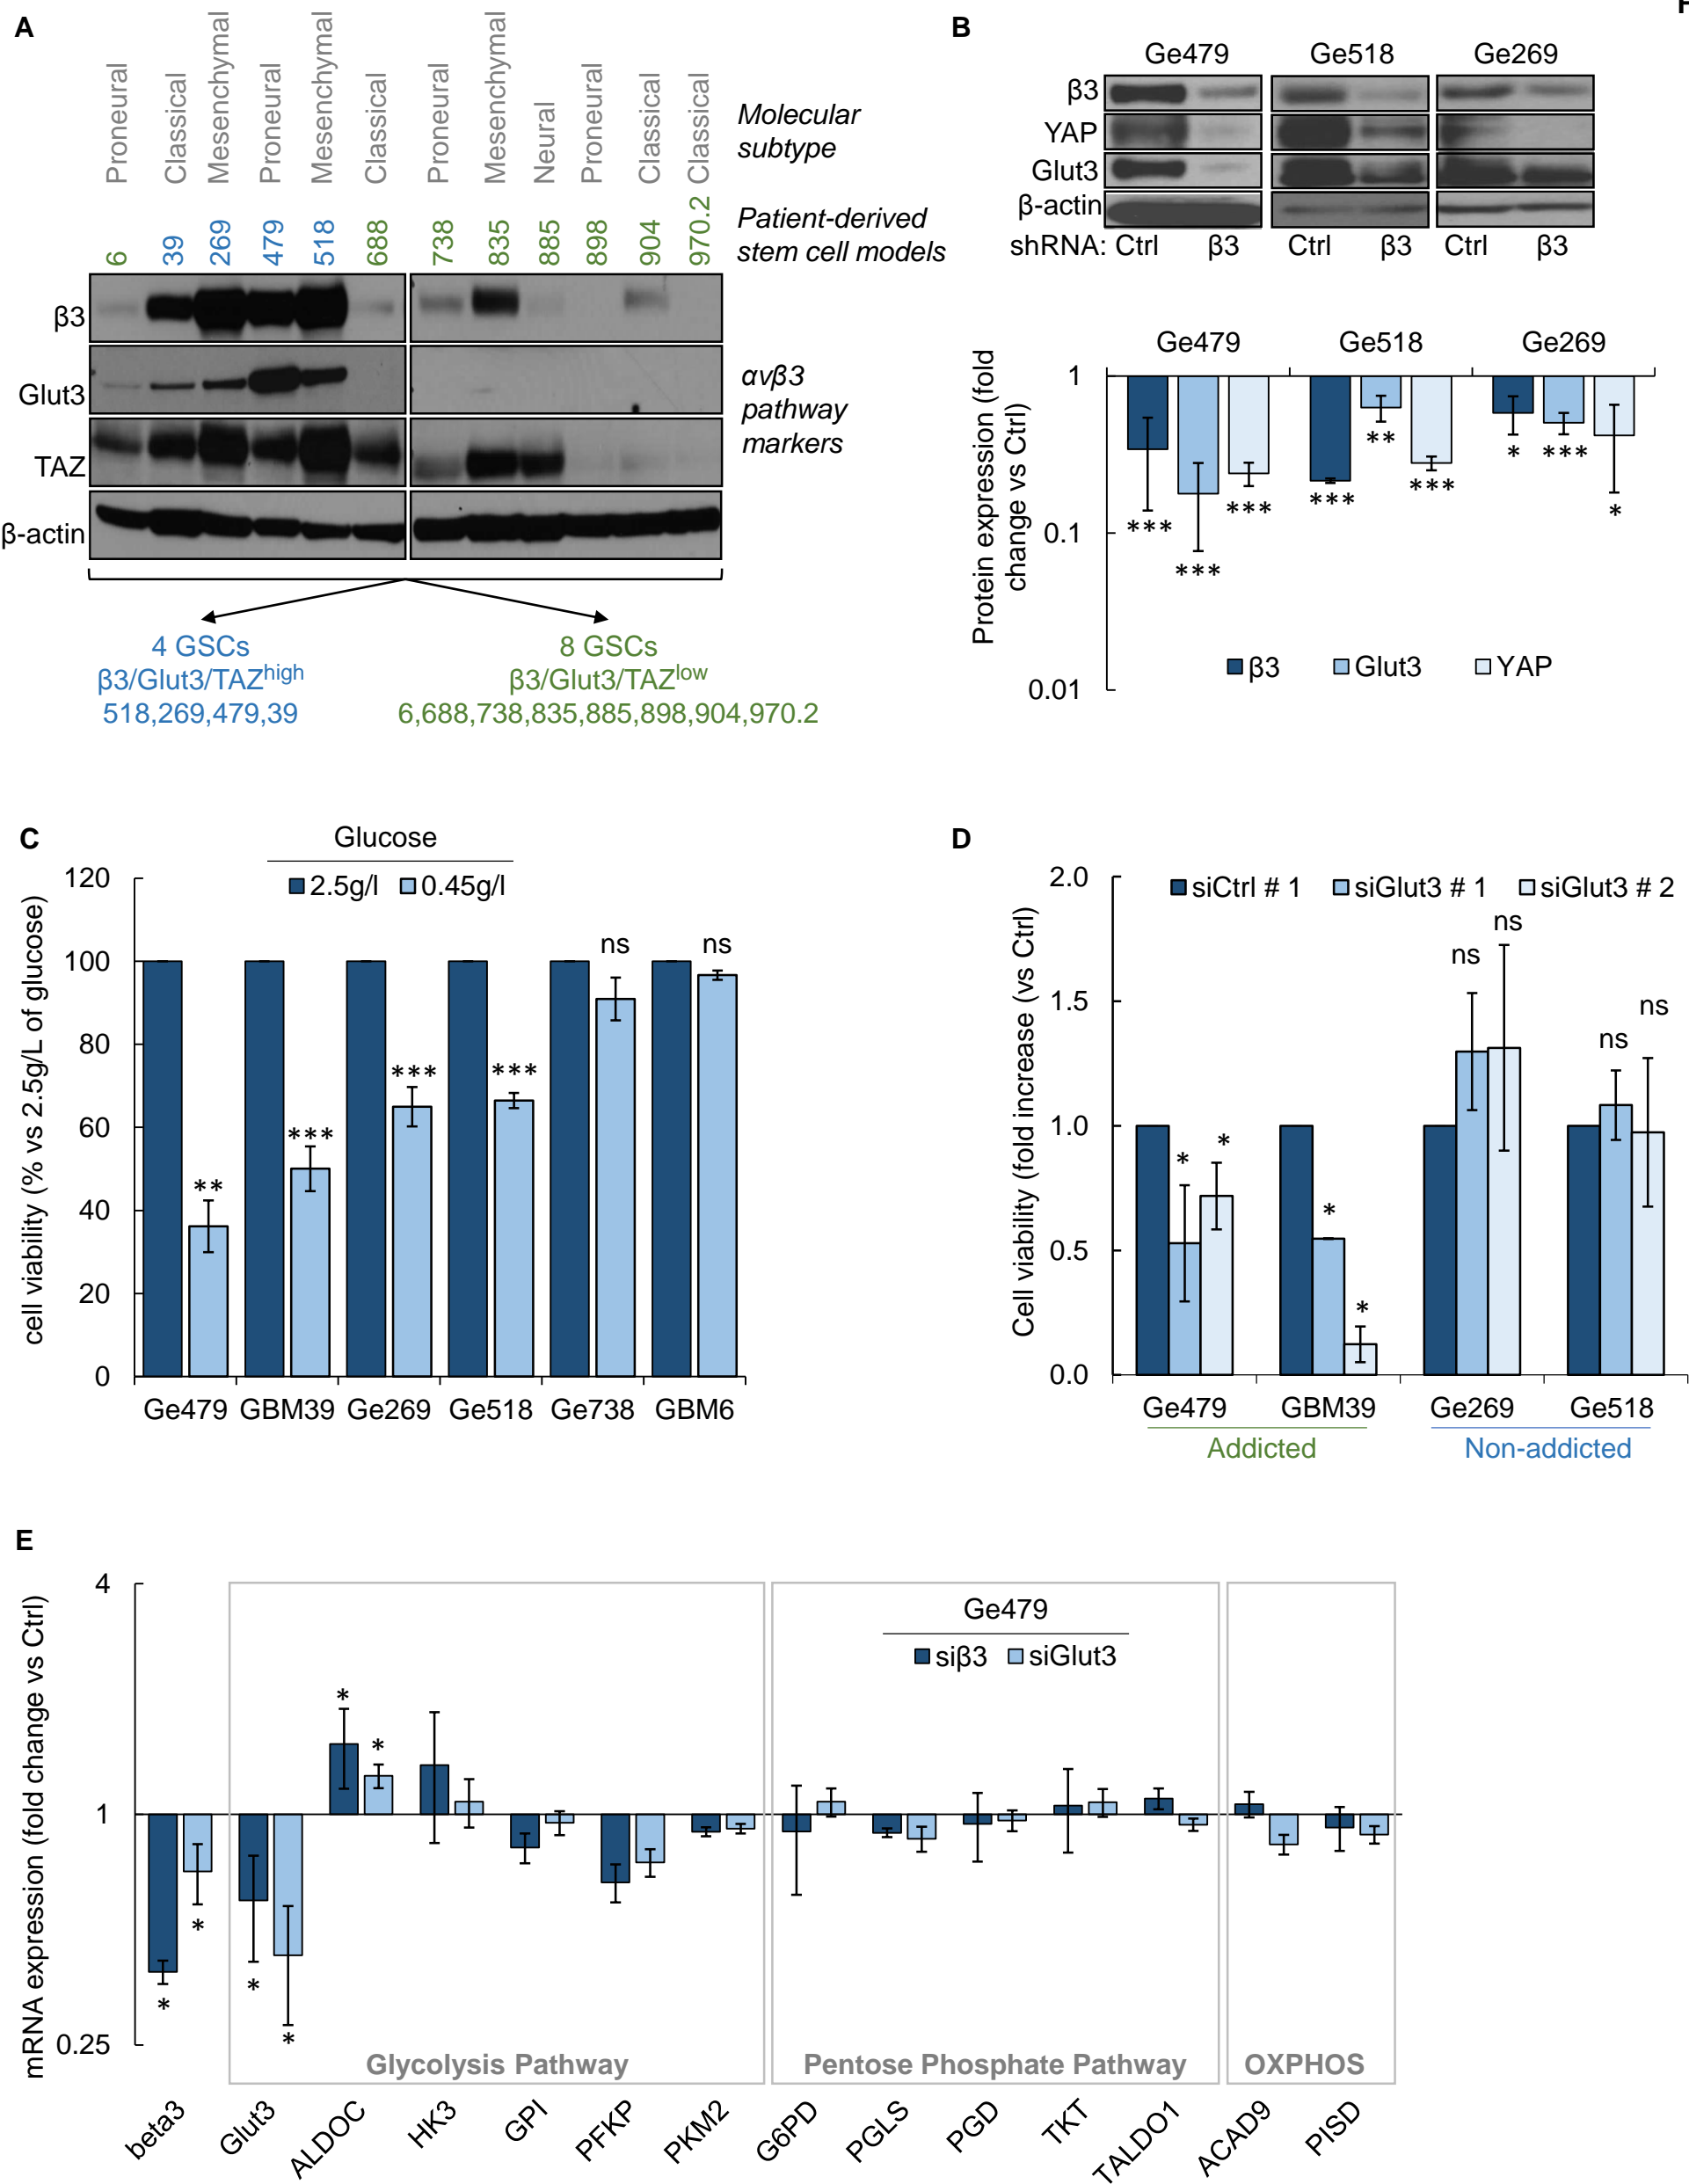 A
Proneural
Classical
Mesenchymal
Proneural
Mesenchymal
Classical
Proneural
Mesenchymal
Neural
Proneural
Classical
Classical
Molecular
subtype
6
39
269
479
518
688
738
835
885
898
904
970.2
Patient-derived
stem cell models
β3
Glut3
TAZ
β-actin
αvβ3
pathway
markers
4 GSCs
β3/Glut3/TAZhigh
518,269,479,39
8 GSCs
β3/Glut3/TAZlow
6,688,738,835,885,898,904,970.2
B
Ge479 Ge518 Ge269
β3
YAP
Glut3
β-actin
shRNA: Ctrl β3 Ctrl β3 Ctrl β3
Protein expression (fold
change vs Ctrl)
Ge479 Ge518 Ge269
1
0.1
0.01
*** *** *** *** ** *** * *** *
β3 Glut3 YAP
C
Glucose
2.5g/l 0.45g/l
cell viability (% vs 2.5g/L of glucose)
120
100
80
60
40
20
0
** *** *** *** ns ns
Ge479 GBM39 Ge269 Ge518 Ge738 GBM6
D
siCtrl # 1 siGlut3 # 1 siGlut3 # 2
Cell viability (fold increase (vs Ctrl)
2.0
1.5
1.0
0.5
0.0
* * * * ns ns ns ns
Ge479 GBM39 Ge269 Ge518
Addicted Non-addicted
E
mRNA expression (fold change vs Ctrl)
4
1
0.25
Ge479
siβ3 siGlut3
* * * * * *
Glycolysis Pathway
Pentose Phosphate Pathway
OXPHOS
beta3
Glut3
ALDOC
HK3
GPI
PFKP
PKM2
G6PD
PGLS
PGD
TKT
TALDO1
ACAD9
PISD